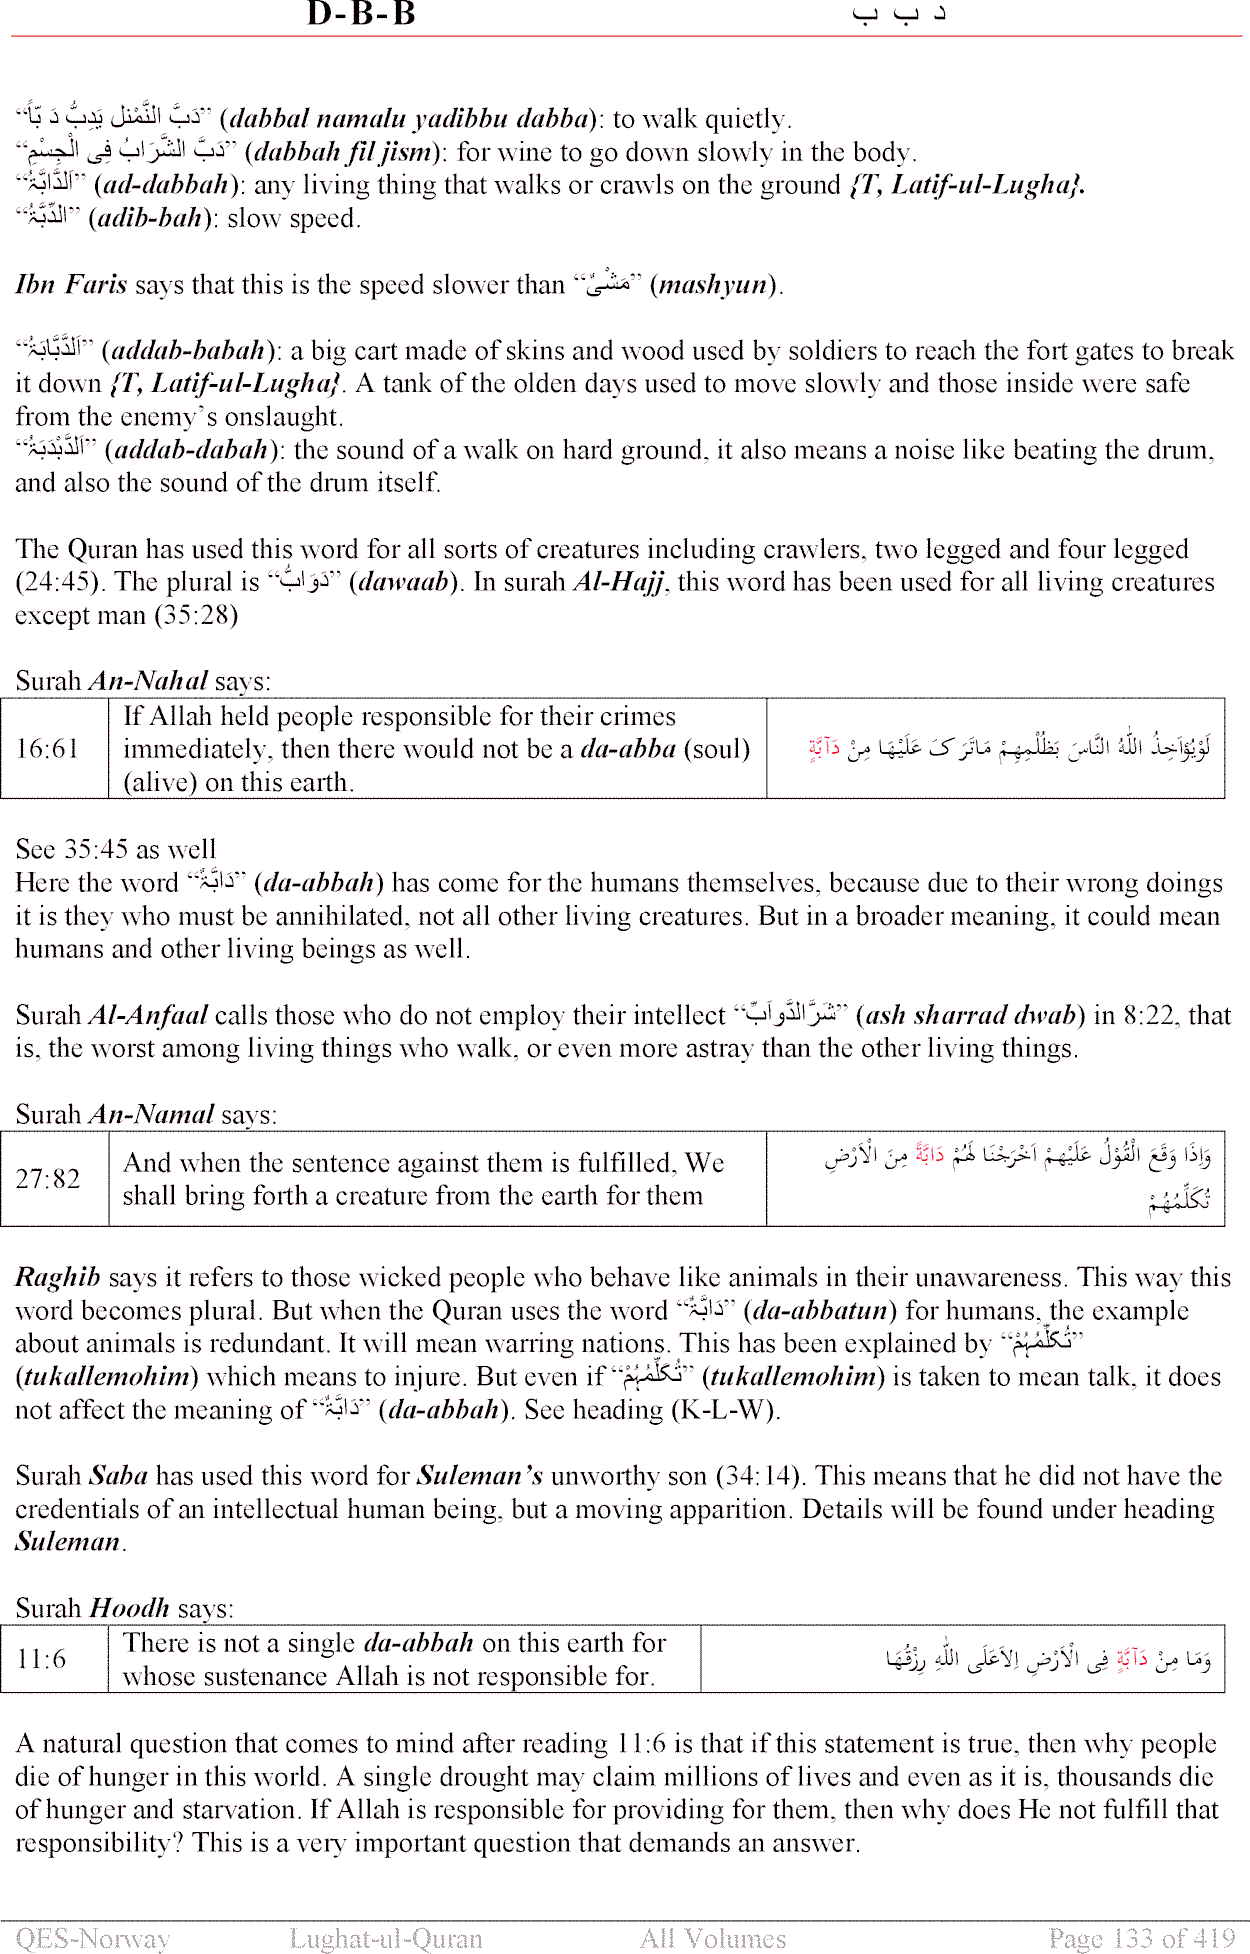 D-B-B د ب ب
“دَبَّ النَّمْنل يَدِبُّ دَ بّاً” (dabbal namalu yadibbu dabba): to walk quietly.
“دَبَّ الشَّرَابُ فِی الْجِسْمِ” (dabbah fil jism): for wine to go down slowly in the body.
“اَلدَّابَّۃُ” (ad-dabbah): any living thing that walks or crawls on the ground {T, Latif-ul-Lugha}.
“الدِّبَّۃُ” (adib-bah): slow speed.
Ibn Faris says that this is the speed slower than “مَشْیٌ” (mashyun).
“اَلدَّبَّابَۃُ” (addab-babah): a big cart made of skins and wood used by soldiers to reach the fort gates to break
it down {T, Latif-ul-Lugha}. A tank of the olden days used to move slowly and those inside were safe
from the enemy’s onslaught.
“اَلدَّبْدَبَۃُ” (addab-dabah): the sound of a walk on hard ground, it also means a noise like beating the drum,
and also the sound of the drum itself.
The Quran has used this word for all sorts of creatures including crawlers, two legged and four legged
(24:45). The plural is “دَوَابُّ” (dawaab). In surah Al-Hajj, this word has been used for all living creatures
except man (35:28)
Surah An-Nahal says:
16:61 If Allah held people responsible for their crimes
immediately, then there would not be a da-abba (soul)
(alive) on this earth.
لَوْیُؤَاخِذُ اللّٰہُ النَّاسَ بَظُلْمِھِمْ مَاتَرَکَ عَلَیْھَا مِنْ دَآبَّةٍ
See 35:45 as well
Here the word “دَابَّۃٌ” (da-abbah) has come for the humans themselves, because due to their wrong doings
it is they who must be annihilated, not all other living creatures. But in a broader meaning, it could mean
humans and other living beings as well.
Surah Al-Anfaal calls those who do not employ their intellect “شَرَّالدَّوآبِّ” (ash sharrad dwab) in 8:22, that
is, the worst among living things who walk, or even more astray than the other living things.
Surah An-Namal says:
27:82 And when the sentence against them is fulfilled, We
shall bring forth a creature from the earth for them
وَاِذَا وَقَعَ الْقَوْلُ عَلَیْهِمْ اَخْرَجْنَا لَهُمْ دَابَّةً مِنَ الْاَرْضِ
تُكَلِّمُهُمْ
Raghib says it refers to those wicked people who behave like animals in their unawareness. This way this
word becomes plural. But when the Quran uses the word “دَابَّۃٌ” (da-abbatun) for humans, the example
about animals is redundant. It will mean warring nations. This has been explained by “تُکَلِّمُہُمْ”
(tukallemohim) which means to injure. But even if “تُکَلِّمُہُمْ” (tukallemohim) is taken to mean talk, it does
not affect the meaning of “دَابَّۃٌ” (da-abbah). See heading (K-L-W).
Surah Saba has used this word for Suleman’s unworthy son (34:14). This means that he did not have the
credentials of an intellectual human being, but a moving apparition. Details will be found under heading
Suleman.
Surah Hoodh says:
11:6 There is not a single da-abbah on this earth for
whose sustenance Allah is not responsible for.
وَمَا مِنْ دَآبَّةٍ فِی الْاَرْضِ اِلاَعَلَی اللّٰهِ رِزْقُهَا
A natural question that comes to mind after reading 11:6 is that if this statement is true, then why people
die of hunger in this world. A single drought may claim millions of lives and even as it is, thousands die
of hunger and starvation. If Allah is responsible for providing for them, then why does He not fulfill that
responsibility? This is a very important question that demands an answer.
QES-Norway Lughat-ul-Quran All Volumes Page 133 of 419